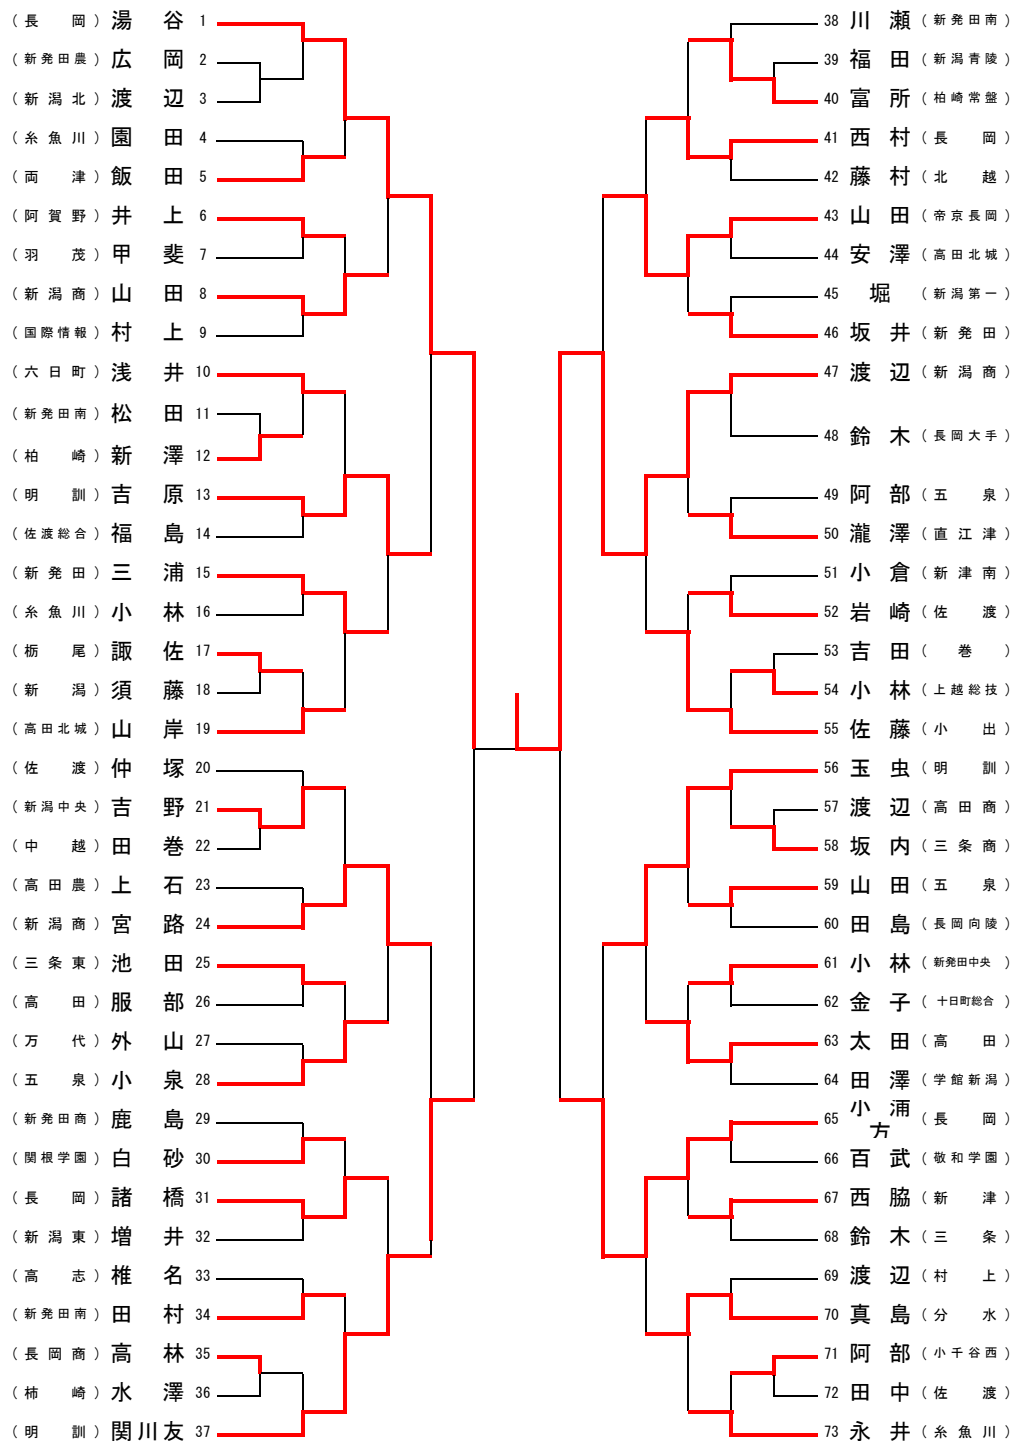 （長岡）湯谷 1
（新発田農）広岡 2
（新潟北）渡辺 3
（糸魚川）園田 4
（両津）飯田 5
（阿賀野）井上 6
（羽茂）甲斐 7
（新潟商）山田 8
（国際情報）村上 9
（六日町）浅井 10
（新発田南）松田 11
（柏崎）新澤 12
（明訓）吉原 13
（佐渡総合）福島 14
（新発田）三浦 15
（糸魚川）小林 16
（栃尾）諏佐 17
（新潟）須藤 18
（高田北城）山岸 19
（佐渡）仲塚 20
（新潟中央）吉野 21
（中越）田巻 22
（高田農）上石 23
（新潟商）宮路 24
（三条東）池田 25
（高田）服部 26
（万代）外山 27
（五泉）小泉 28
（新発田商）鹿島 29
（関根学園）白砂 30
（長岡）諸橋 31
（新潟東）増井 32
（高志）椎名 33
（新発田南）田村 34
（長岡商）高林 35
（柿崎）水澤 36
（明訓）関川友 37
38 川瀬（新発田南）
39 福田（新潟青陵）
40 富所（柏崎常盤）
41 西村（長岡）
42 藤村（北越）
43 山田（帝京長岡）
44 安澤（高田北城）
45 堀（新潟第一）
46 坂井（新発田）
47 渡辺（新潟商）
48 鈴木（長岡大手）
49 阿部（五泉）
50 瀧澤（直江津）
51 小倉（新津南）
52 岩崎（佐渡）
53 吉田（巻）
54 小林（上越総技）
55 佐藤（小出）
56 玉虫（明訓）
57 渡辺（高田商）
58 坂内（三条商）
59 山田（五泉）
60 田島（長岡向陵）
61 小林（新発田中央）
62 金子（十日町総合）
63 太田（高田）
64 田澤（学館新潟）
65 小浦方（長岡）
66 百武（敬和学園）
67 西脇（新津）
68 鈴木（三条）
69 渡辺（村上）
70 真島（分水）
71 阿部（小千谷西）
72 田中（佐渡）
73 永井（糸魚川）